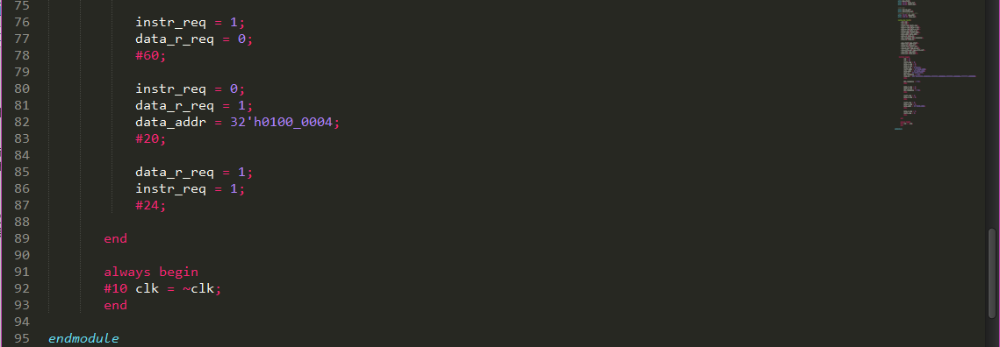 75
76 instr_req = 1;
77 data_r_req = 0;
78 #60;
79
80 instr_req = 0;
81 data_r_req = 1;
82 data_addr = 32'h0100_0004;
83 #20;
84
85 data_r_req = 1;
86 instr_req = 1;
87 #24;
88
89 end
90
91 always begin
92 #10 clk = ~clk;
93 end
94
95 endmodule